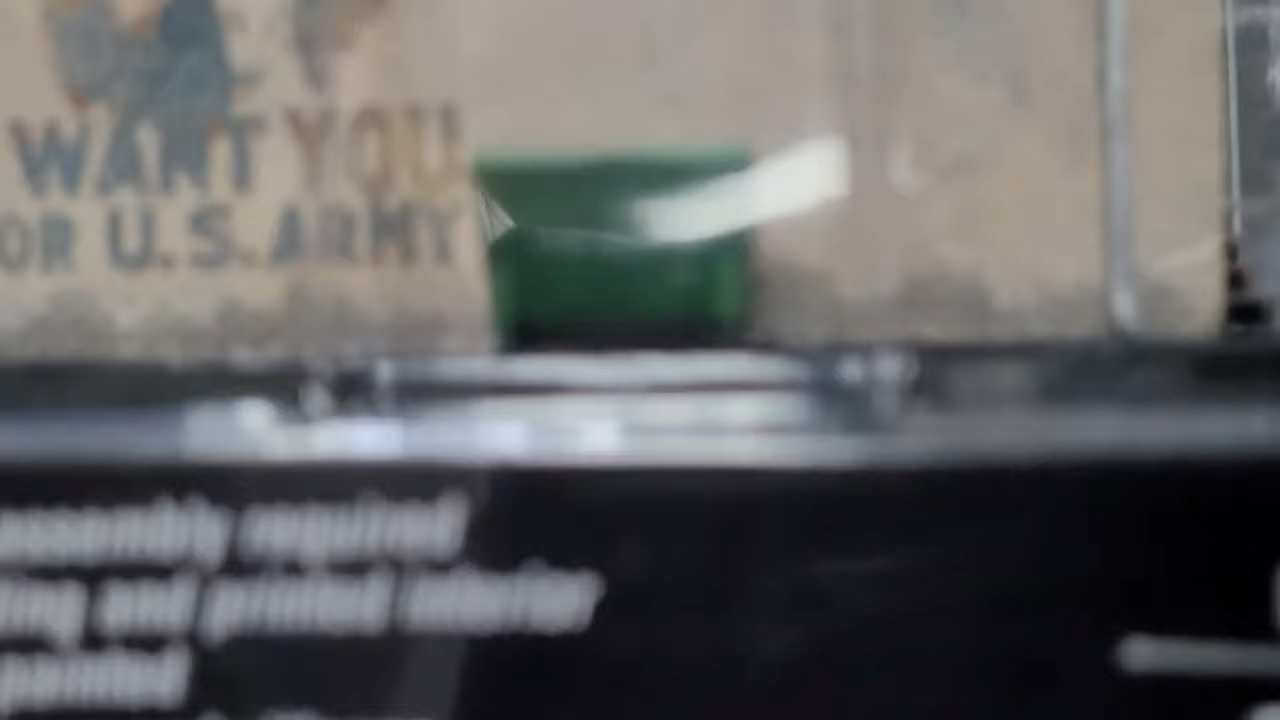 WANT YOU
OR U.S. ARMY
assembly required
ing and printed interior
painted